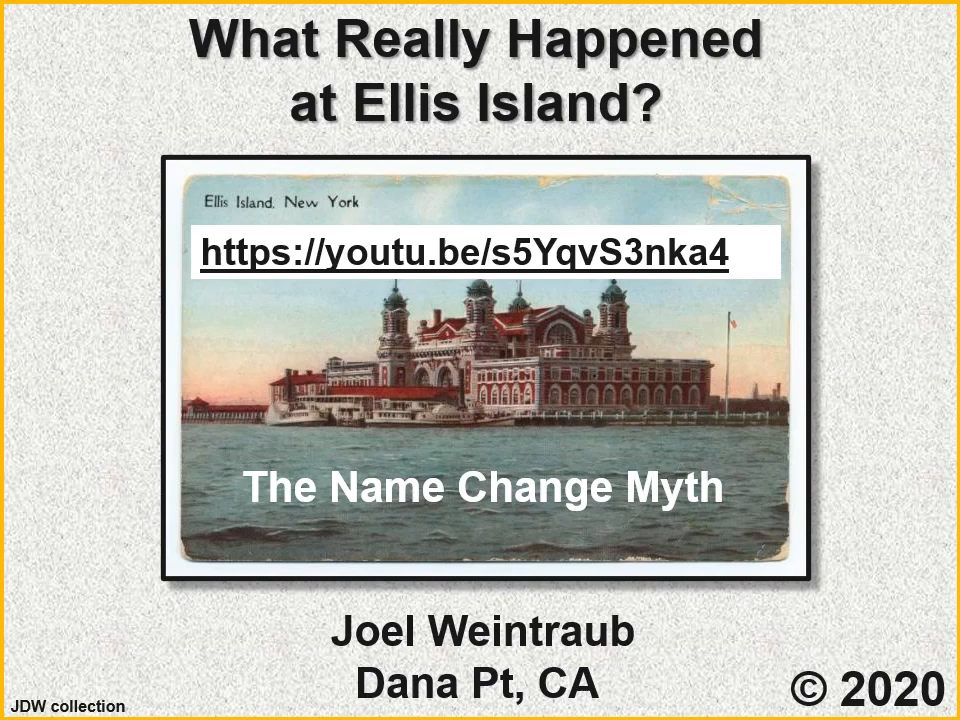 What Really Happened
at Ellis Island?
Ellis Island, New York
https://youtu.be/s5YqvS3nka4
The Name Change Myth
Joel Weintraub
Dana Pt, CA
© 2020
JDW collection